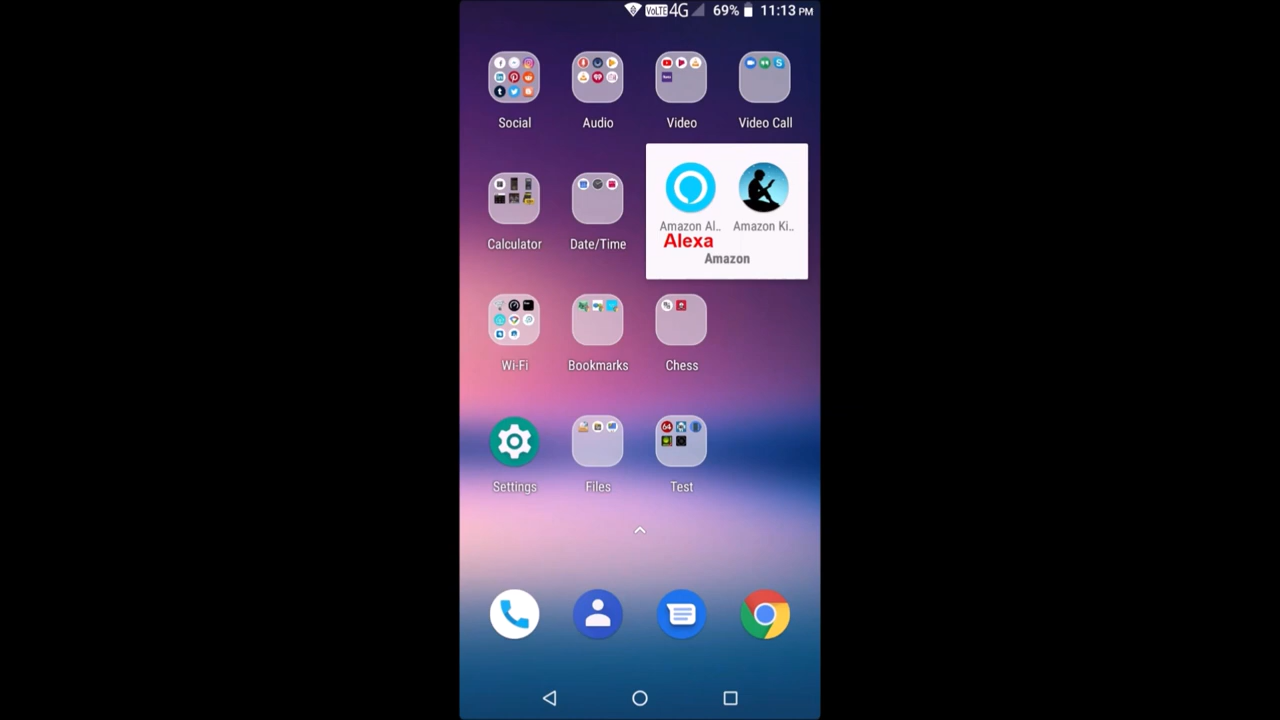 VoLTE 4G 69% 11:13 PM
Social Audio Video Video Call
Amazon Al.. Amazon Ki..
Alexa
Calculator Date/Time
Amazon
Wi-Fi Bookmarks Chess
64
Settings Files Test